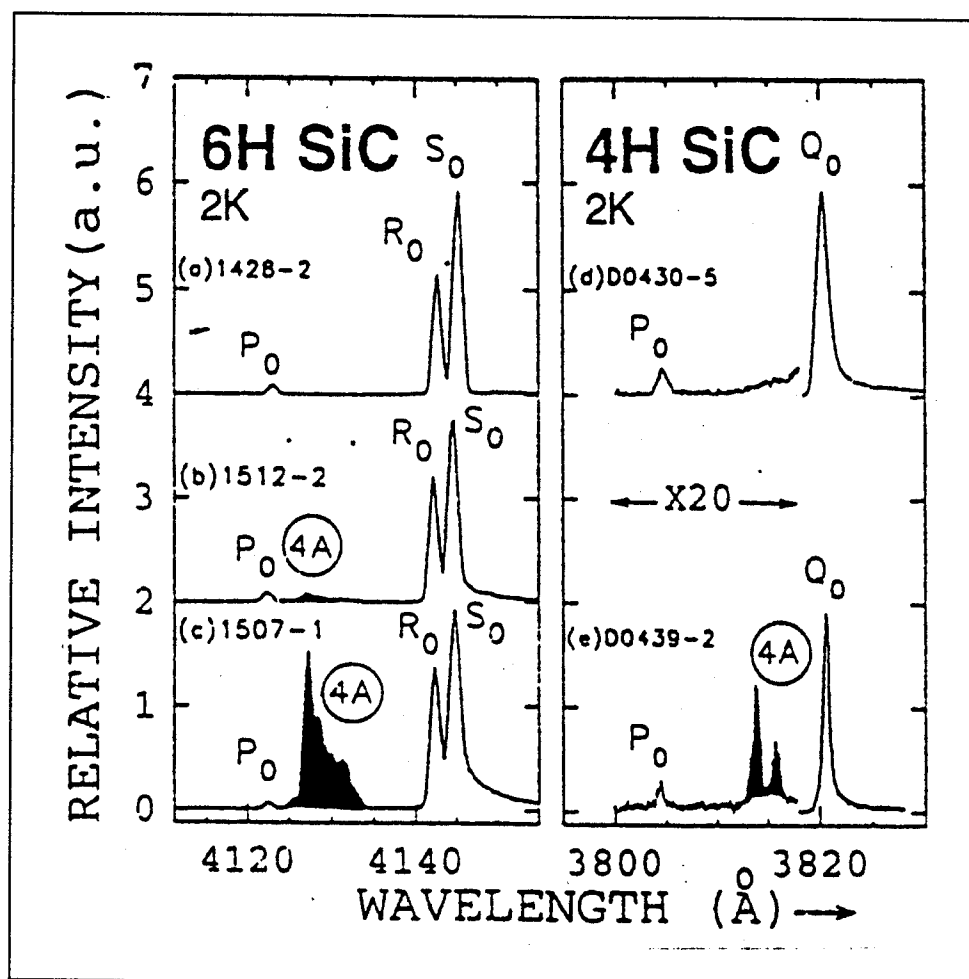 RELATIVE INTENSITY (a.u.)
7
6
5
4
3
2
1
0
6H SiC
2K
S₀
R₀
(a)1428-2
P₀
R₀ S₀
(b)1512-2
P₀ 4A
(c)1507-1
R₀ S₀
4A
P₀
4H SiC
2K
Q₀
(d)D0430-5
P₀
X20
Q₀
(e)D0439-2
4A
P₀
4120 4140 3800 3820
WAVELENGTH (Å)